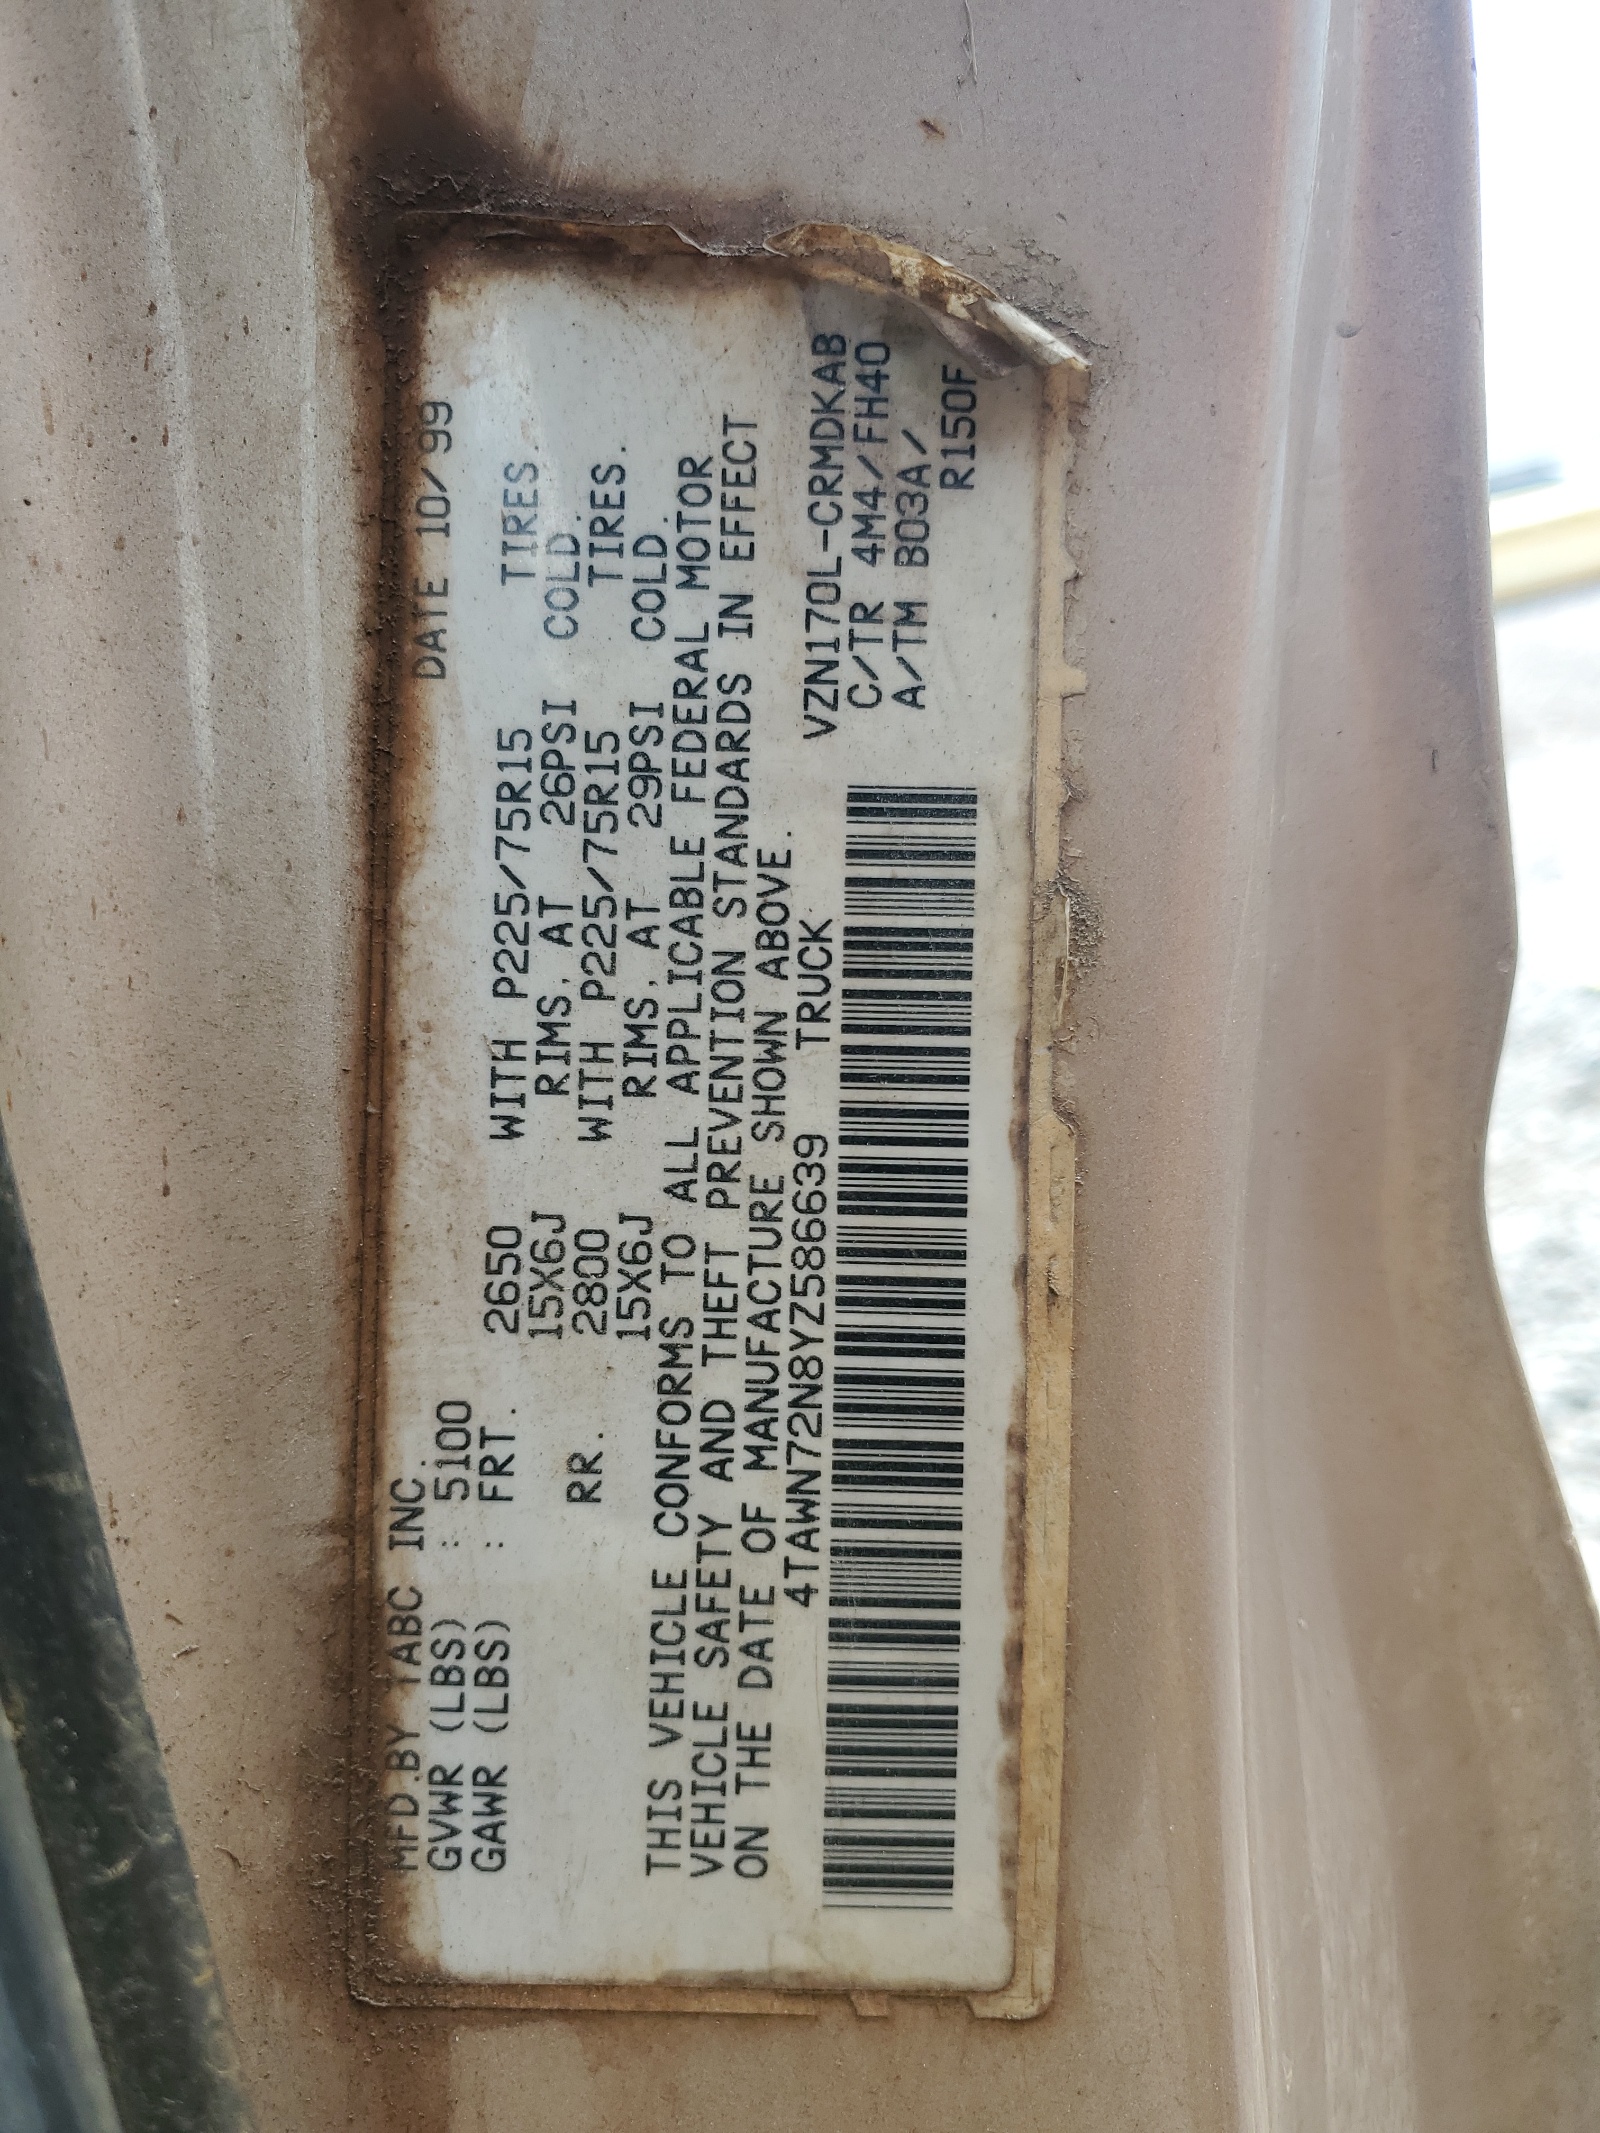 MFD.BY TABC INC. DATE 10/99
GVWR (LBS) : 5100
GAWR (LBS) : FRT. 2650 WITH P225/75R15 TIRES.
15X6J RIMS, AT 26PSI COLD.
RR. 2800 WITH P225/75R15 TIRES.
15X6J RIMS, AT 29PSI COLD.
THIS VEHICLE CONFORMS TO ALL APPLICABLE FEDERAL MOTOR
VEHICLE SAFETY AND THEFT PREVENTION STANDARDS IN EFFECT
ON THE DATE OF MANUFACTURE SHOWN ABOVE.
4TAWN72N8YZ586639 TRUCK
VZN170L-CRMDKAB
C/TR 4M4/FH40
A/TM B03A/
R150F